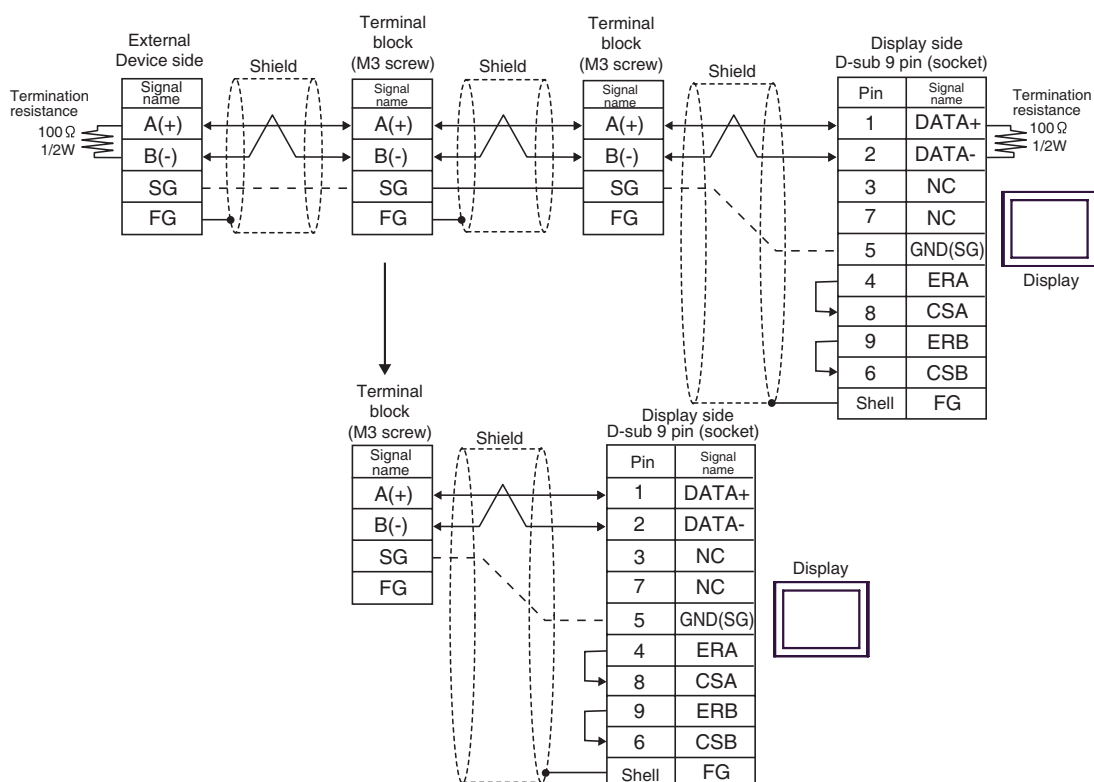 External
Device side
Terminal
block
(M3 screw)
Terminal
block
(M3 screw)
Display side
D-sub 9 pin (socket)
Shield
Shield
Shield
Termination
resistance
100 Ω
1/2W
Signal
name
A(+)
B(-)
SG
FG
Signal
name
A(+)
B(-)
SG
FG
Signal
name
A(+)
B(-)
SG
FG
Pin
Signal
name
1 DATA+
2 DATA-
3 NC
7 NC
5 GND(SG)
4 ERA
8 CSA
9 ERB
6 CSB
Shell FG
Termination
resistance
100 Ω
1/2W
Display
Terminal
block
(M3 screw)
Shield
Display side
D-sub 9 pin (socket)
Signal
name
A(+)
B(-)
SG
FG
Pin
Signal
name
1 DATA+
2 DATA-
3 NC
7 NC
5 GND(SG)
4 ERA
8 CSA
9 ERB
6 CSB
Shell FG
Display